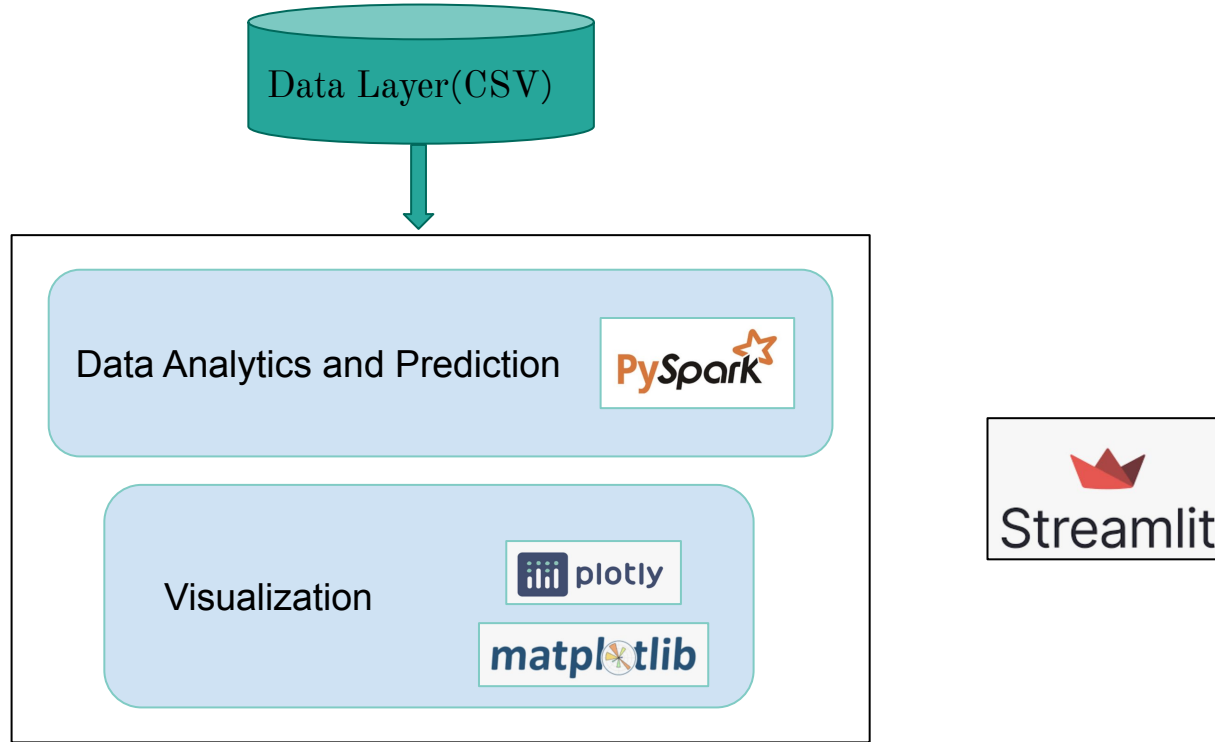 Data Layer(CSV)
Data Analytics and Prediction
PySpark
Streamlit
Visualization
plotly
matplotlib